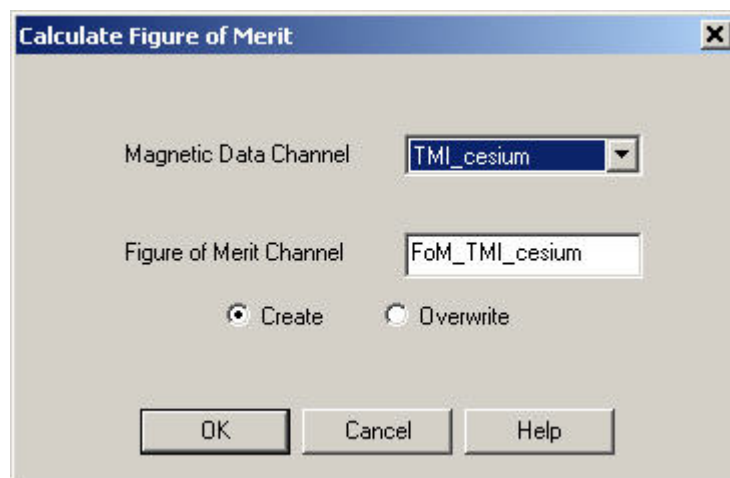 Calculate Figure of Merit
Magnetic Data Channel TMI_cesium
Figure of Merit Channel FoM_TMI_cesium
Create Overwrite
OK Cancel Help